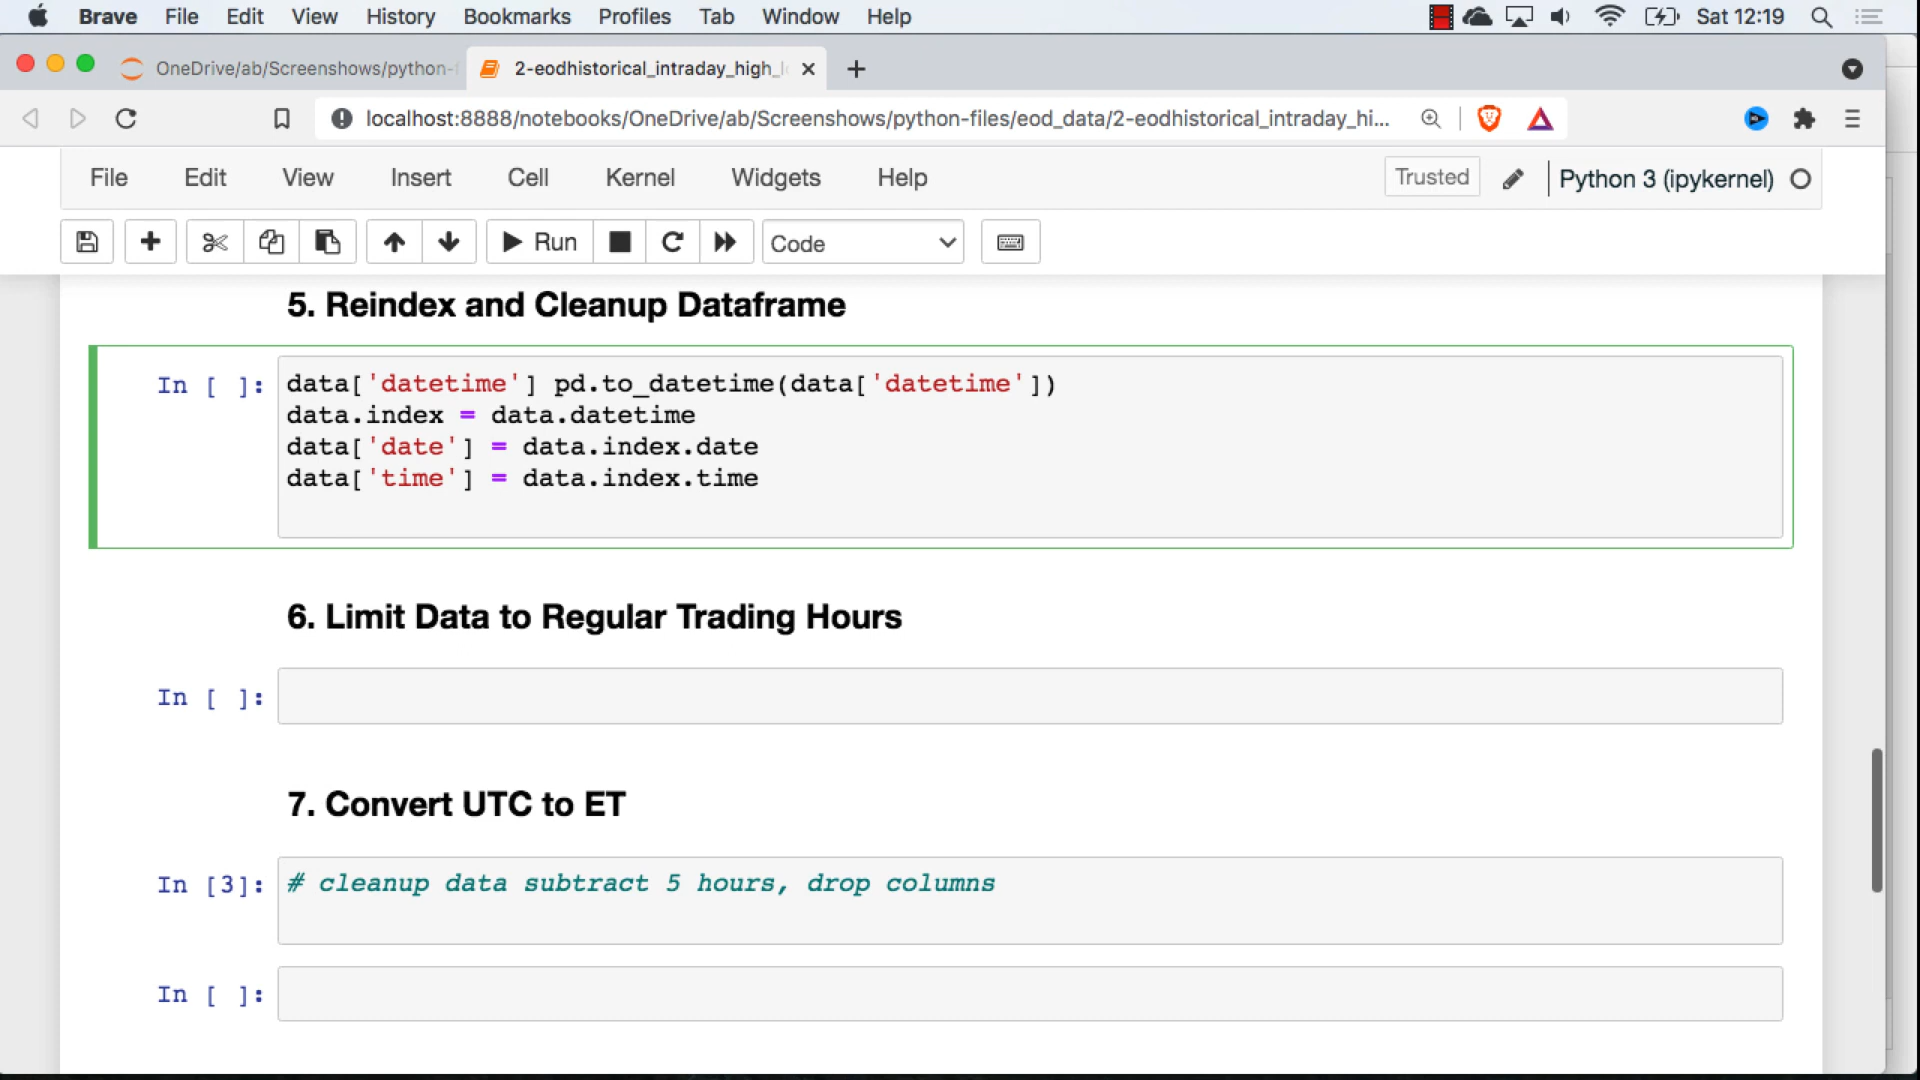 Brave File Edit View History Bookmarks Profiles Tab Window Help Sat 12:19
OneDrive/ab/Screenshows/python- 2-eodhistorical_intraday_high_l
localhost:8888/notebooks/OneDrive/ab/Screenshows/python-files/eod_data/2-eodhistorical_intraday_hi...
File Edit View Insert Cell Kernel Widgets Help Trusted Python 3 (ipykernel)
Run Code
5. Reindex and Cleanup Dataframe
In [ ]: data['datetime'] pd.to_datetime(data['datetime'])
data.index = data.datetime
data['date'] = data.index.date
data['time'] = data.index.time
6. Limit Data to Regular Trading Hours
In [ ]:
7. Convert UTC to ET
In [3]: # cleanup data subtract 5 hours, drop columns
In [ ]: